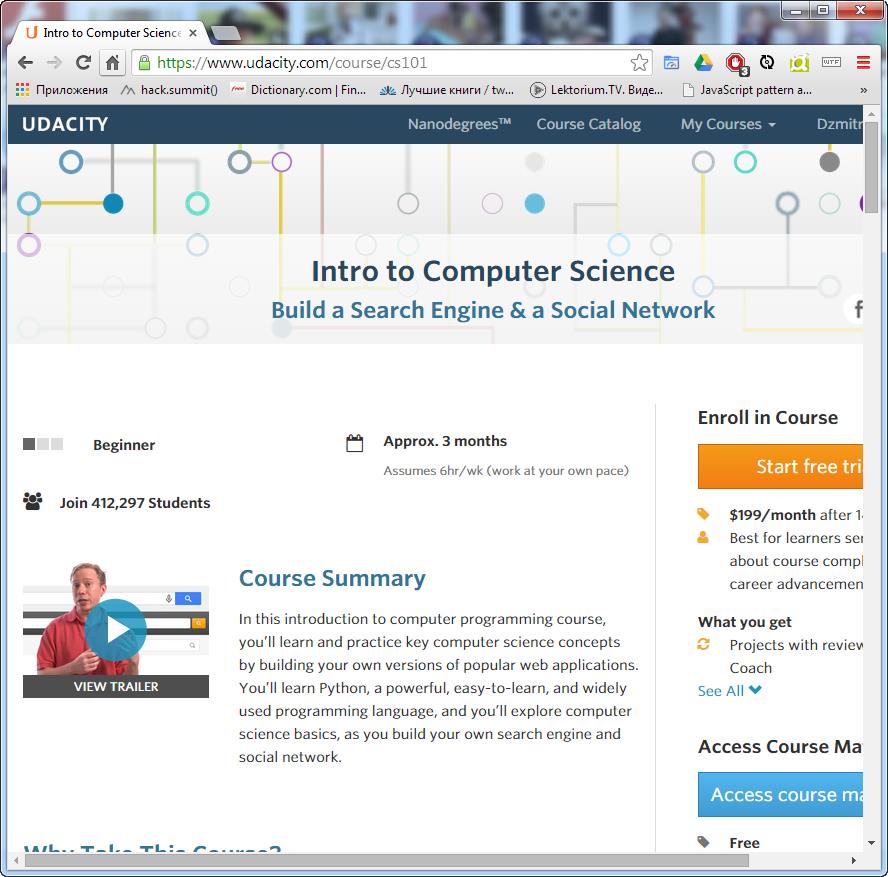 Intro to Computer Science
https://www.udacity.com/course/cs101
3
WTF
Приложения
hack.summit()
free
Dictionary.com | Fin...
Лучшие книги / tw...
Lektorium.TV. Виде...
JavaScript pattern a...
»
UDACITY
Nanodegrees™
Course Catalog
My Courses
Dzmitr
Intro to Computer Science
Build a Search Engine & a Social Network
f
Beginner
Approx. 3 months
Assumes 6hr/wk (work at your own pace)
Join 412,297 Students
VIEW TRAILER
Course Summary
In this introduction to computer programming course,
you'll learn and practice key computer science concepts
by building your own versions of popular web applications.
You'll learn Python, a powerful, easy-to-learn, and widely
used programming language, and you'll explore computer
science basics, as you build your own search engine and
social network.
Why Take This Course?
Enroll in Course
Start free tri
$199/month after 1
Best for learners ser
about course compl
career advancemen
What you get
Projects with review
Coach
See All
Access Course Ma
Access course ma
Free